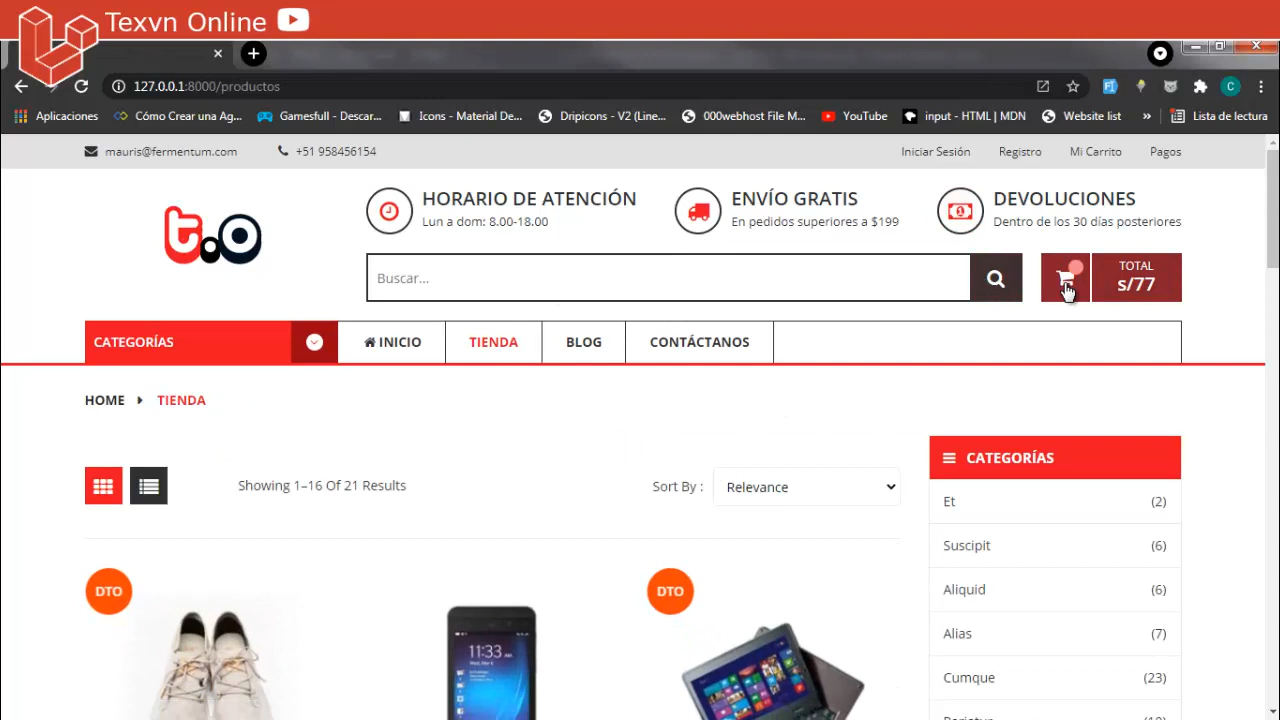 Texvn Online
127.0.0.1:8000/productos
Aplicaciones
Cómo Crear una Ag...
Gamesfull - Descar...
Icons - Material De...
Dripicons - V2 (Line...
000webhost File M...
YouTube
input - HTML | MDN
Website list
»
Lista de lectura
mauris@fermentum.com
+51 958456154
Iniciar Sesión
Registro
Mi Carrito
Pagos
t.o
HORARIO DE ATENCIÓN
Lun a dom: 8.00-18.00
ENVÍO GRATIS
En pedidos superiores a $199
DEVOLUCIONES
Dentro de los 30 días posteriores
Buscar...
TOTAL
s/77
CATEGORÍAS
INICIO
TIENDA
BLOG
CONTÁCTANOS
HOME
TIENDA
Showing 1–16 Of 21 Results
Sort By :
Relevance
CATEGORÍAS
Et (2)
Suscipit (6)
Aliquid (6)
Alias (7)
Cumque (23)
DTO
DTO
11:33